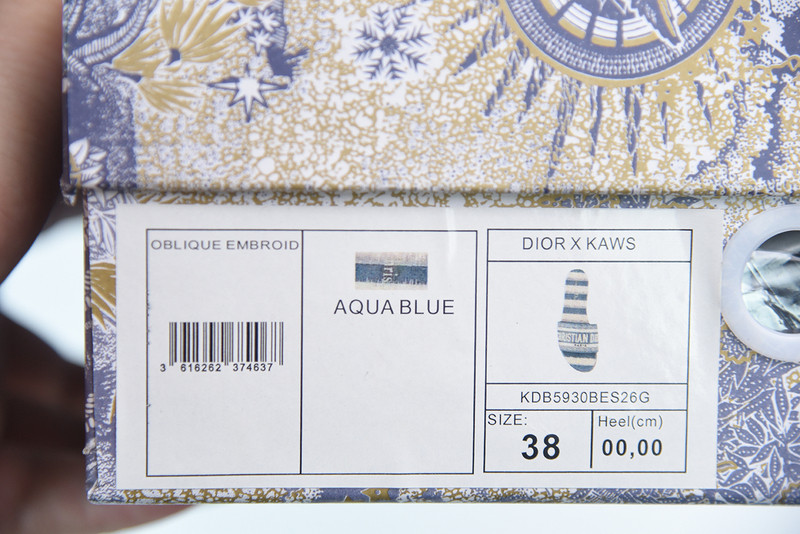 OBLIQUE EMBROID
3 616262 374637
AQUA BLUE
DIOR X KAWS
KDB5930BES26G
SIZE:
38
Heel(cm)
00,00